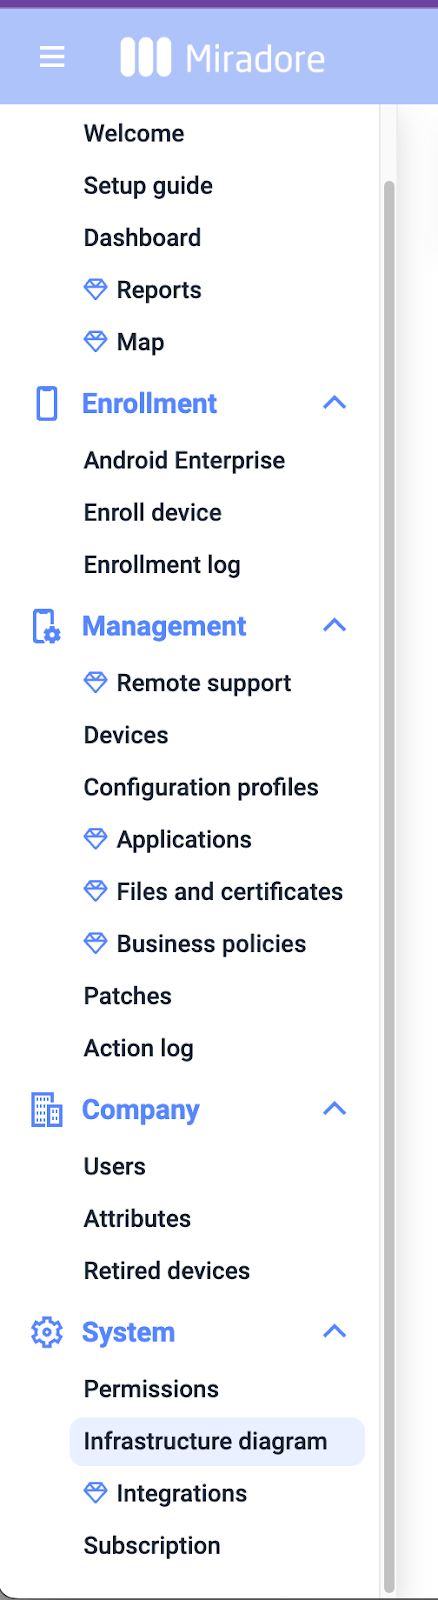 Miradore
Welcome
Setup guide
Dashboard
Reports
Map
Enrollment
Android Enterprise
Enroll device
Enrollment log
Management
Remote support
Devices
Configuration profiles
Applications
Files and certificates
Business policies
Patches
Action log
Company
Users
Attributes
Retired devices
System
Permissions
Infrastructure diagram
Integrations
Subscription